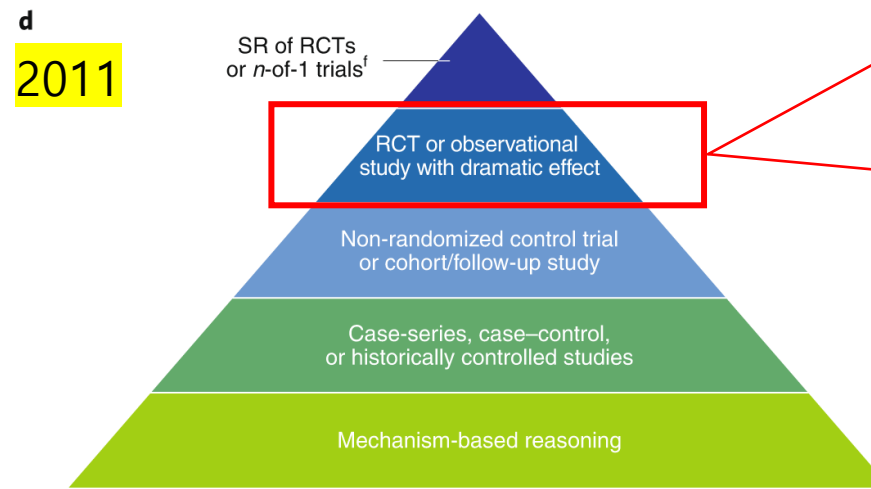 d
2011
SR of RCTs
or n-of-1 trialsᶠ
RCT or observational
study with dramatic effect
Non-randomized control trial
or cohort/follow-up study
Case-series, case–control,
or historically controlled studies
Mechanism-based reasoning